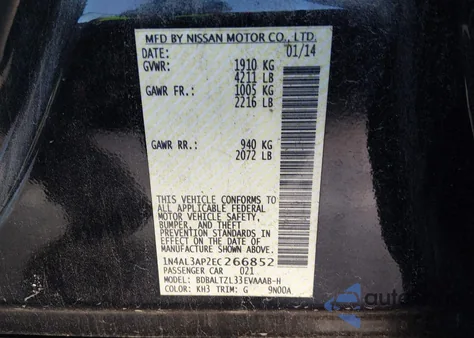 MFD BY NISSAN MOTOR CO., LTD.
DATE: 01/14
GVWR: 1910 KG
4211 LB
GAWR FR.: 1005 KG
2216 LB
GAWR RR.: 940 KG
2072 LB
THIS VEHICLE CONFORMS TO
ALL APPLICABLE FEDERAL
MOTOR VEHICLE SAFETY,
BUMPER, AND THEFT
PREVENTION STANDARDS IN
EFFECT ON THE DATE OF
MANUFACTURE SHOWN ABOVE.
1N4AL3APZEC266852
PASSENGER CAR 021
MODEL: BDBALTZL33EVAAAB-H
COLOR: KH3 TRIM: G 9N00A